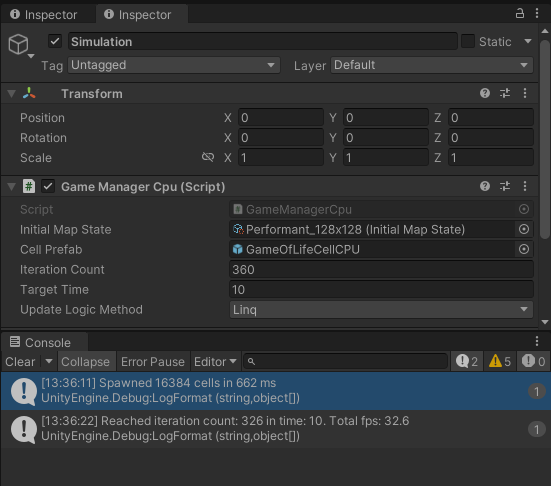 Inspector Inspector
Simulation Static
Tag Untagged Layer Default
Transform
Position X 0 Y 0 Z 0
Rotation X 0 Y 0 Z 0
Scale X 1 Y 1 Z 1
# Game Manager Cpu (Script)
Script # GameManagerCpu
Initial Map State Performant_128x128 (Initial Map State)
Cell Prefab GameOfLifeCellCPU
Iteration Count 360
Target Time 10
Update Logic Method Linq
Console
Clear Collapse Error Pause Editor 2 5 0
[13:36:11] Spawned 16384 cells in 662 ms
UnityEngine.Debug:LogFormat (string,object[])
1
[13:36:22] Reached iteration count: 326 in time: 10. Total fps: 32.6
UnityEngine.Debug:LogFormat (string,object[])
1